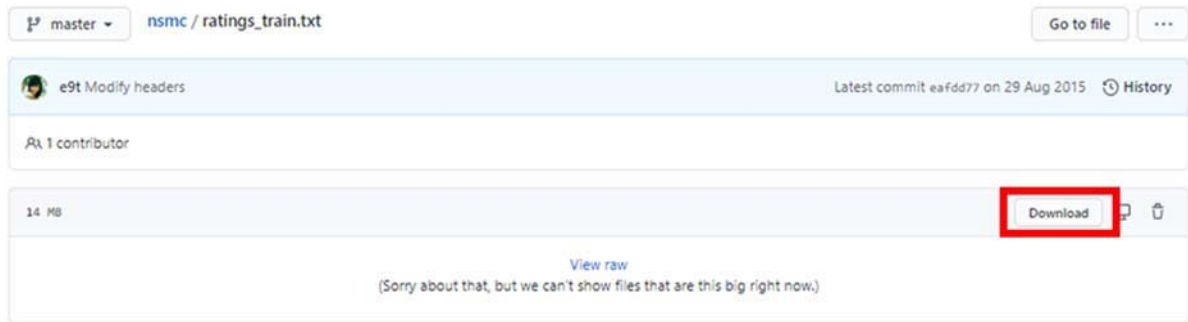 master
nsmc / ratings_train.txt
Go to file
...
e9t Modify headers
Latest commit eafdd77 on 29 Aug 2015
History
1 contributor
14 MB
Download
View raw
(Sorry about that, but we can't show files that are this big right now.)